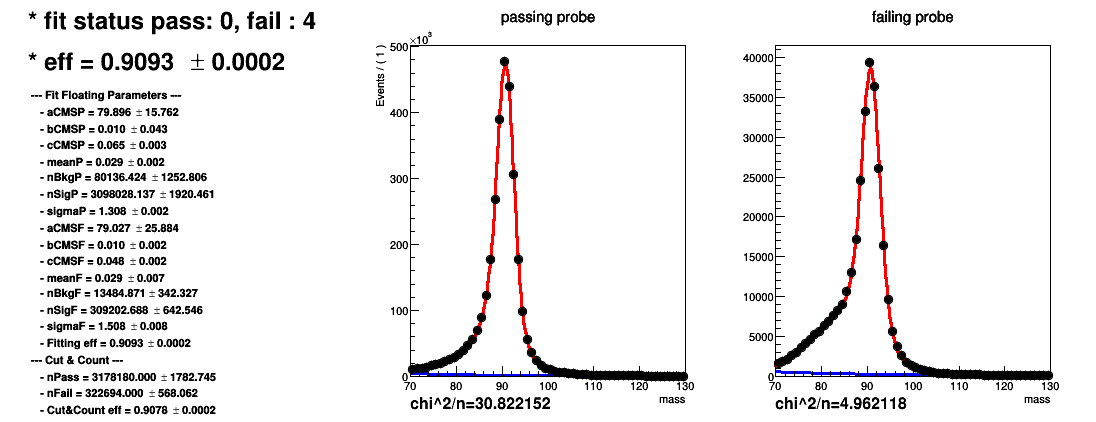 * fit status pass: 0, fail : 4
* eff = 0.9093 ± 0.0002
--- Fit Floating Parameters ---
- aCMSP = 79.896 ± 15.762
- bCMSP = 0.010 ± 0.043
- cCMSP = 0.065 ± 0.003
- meanP = 0.029 ± 0.002
- nBkgP = 80136.424 ± 1252.806
- nSigP = 3098028.137 ± 1920.461
- sigmaP = 1.308 ± 0.002
- aCMSF = 79.027 ± 25.884
- bCMSF = 0.010 ± 0.002
- cCMSF = 0.048 ± 0.002
- meanF = 0.029 ± 0.007
- nBkgF = 13484.871 ± 342.327
- nSigF = 309202.688 ± 642.546
- sigmaF = 1.508 ± 0.008
- Fitting eff = 0.9093 ± 0.0002
--- Cut & Count ---
- nPass = 3178180.000 ± 1782.745
- nFail = 322694.000 ± 568.062
- Cut&Count eff = 0.9078 ± 0.0002
passing probe
×10³
Events / ( 1 )
500
400
300
200
100
0
70 80 90 100 110 120 130
mass
chi^2/n=30.822152
failing probe
40000
35000
30000
25000
20000
15000
10000
5000
0
70 80 90 100 110 120 130
mass
chi^2/n=4.962118